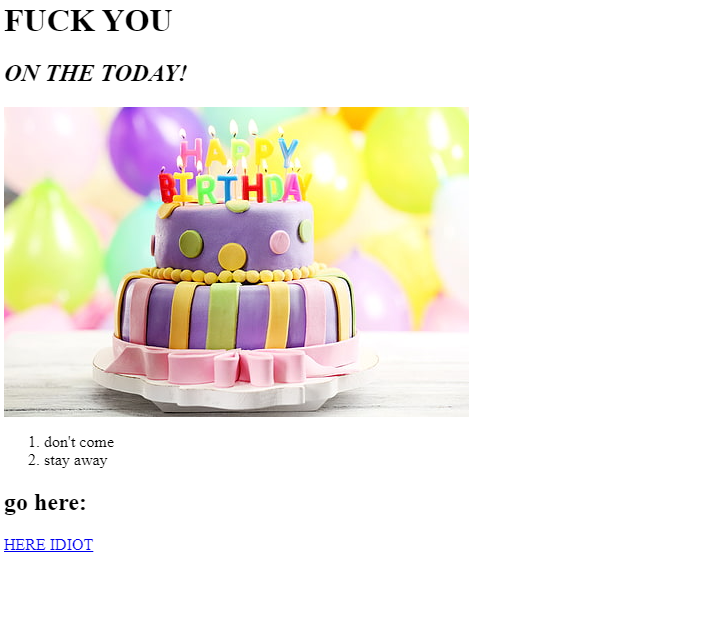 FUCK YOU
ON THE TODAY!
HAPPY
BIRTHDAY
1. don't come
2. stay away
go here:
HERE IDIOT